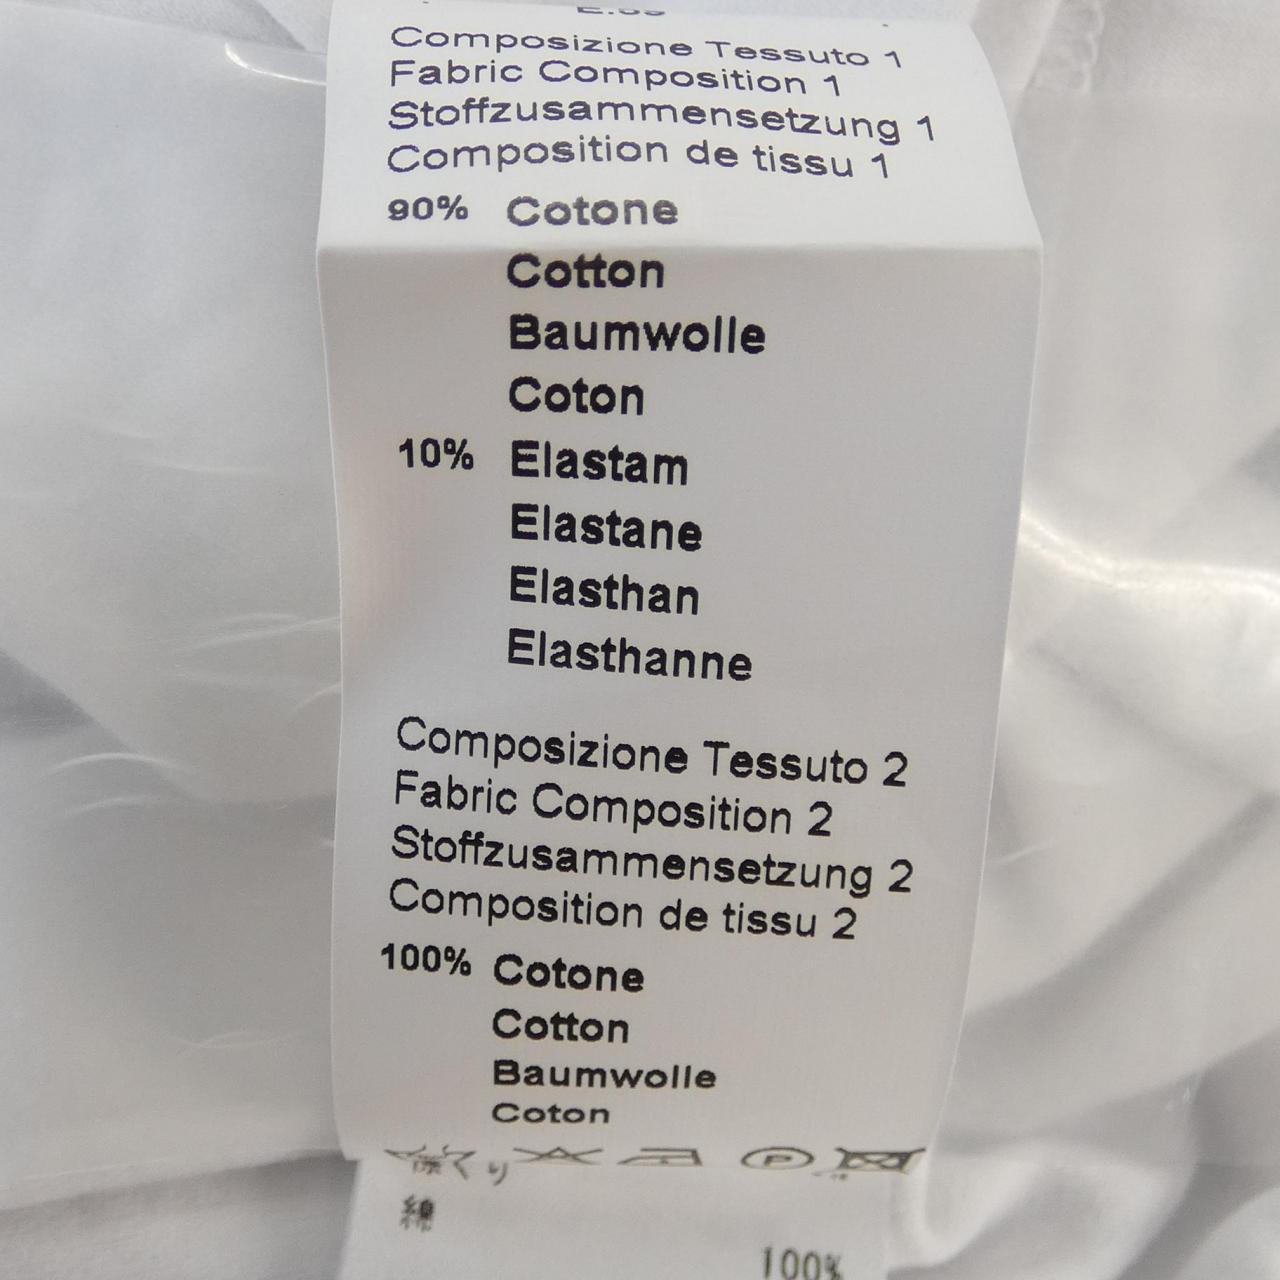 Composizione Tessuto 1
Fabric Composition 1
Stoffzusammensetzung 1
Composition de tissu 1
90% Cotone
Cotton
Baumwolle
Coton
10% Elastam
Elastane
Elasthan
Elasthanne
Composizione Tessuto 2
Fabric Composition 2
Stoffzusammensetzung 2
Composition de tissu 2
100% Cotone
Cotton
Baumwolle
Coton
P
綿
100%